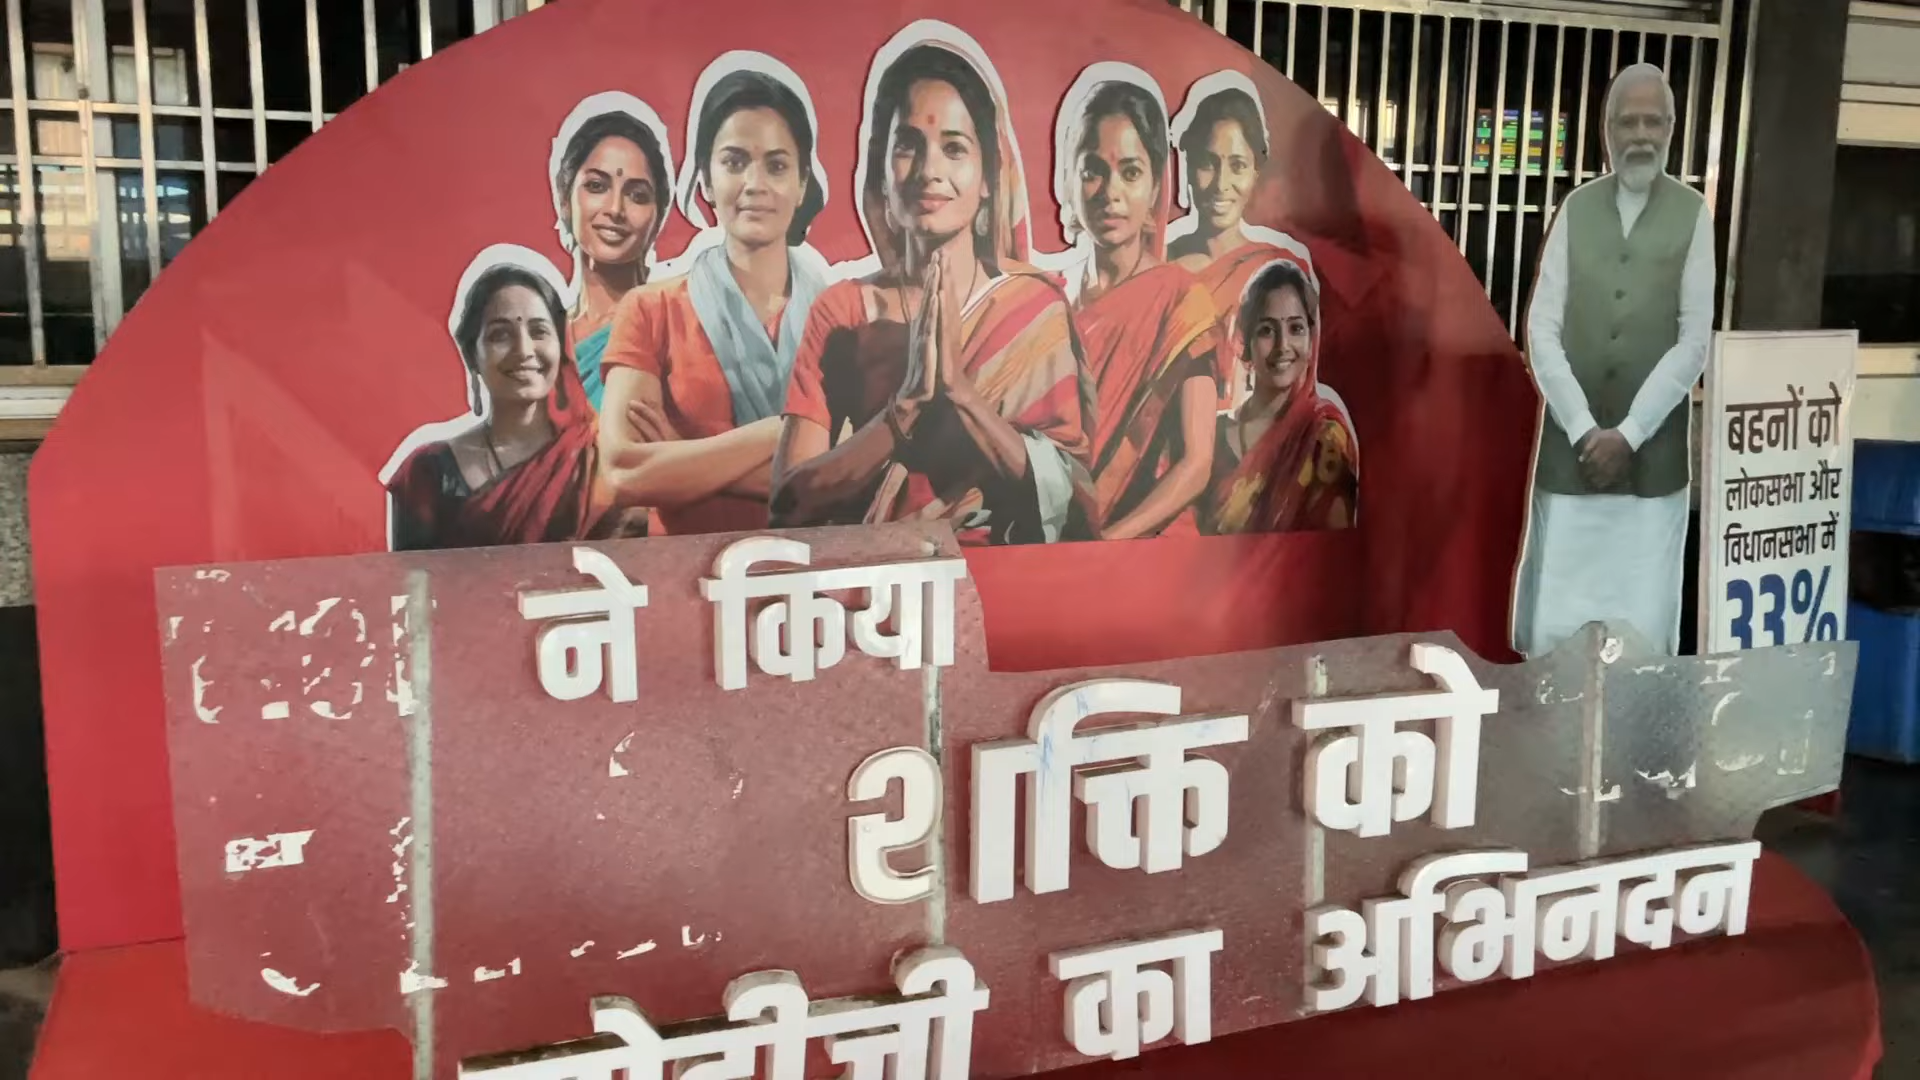 ने किया
शक्ति को
मोदीजी का अभिनदन
बहनों को
लोकसभा और
विधानसभा में
33%